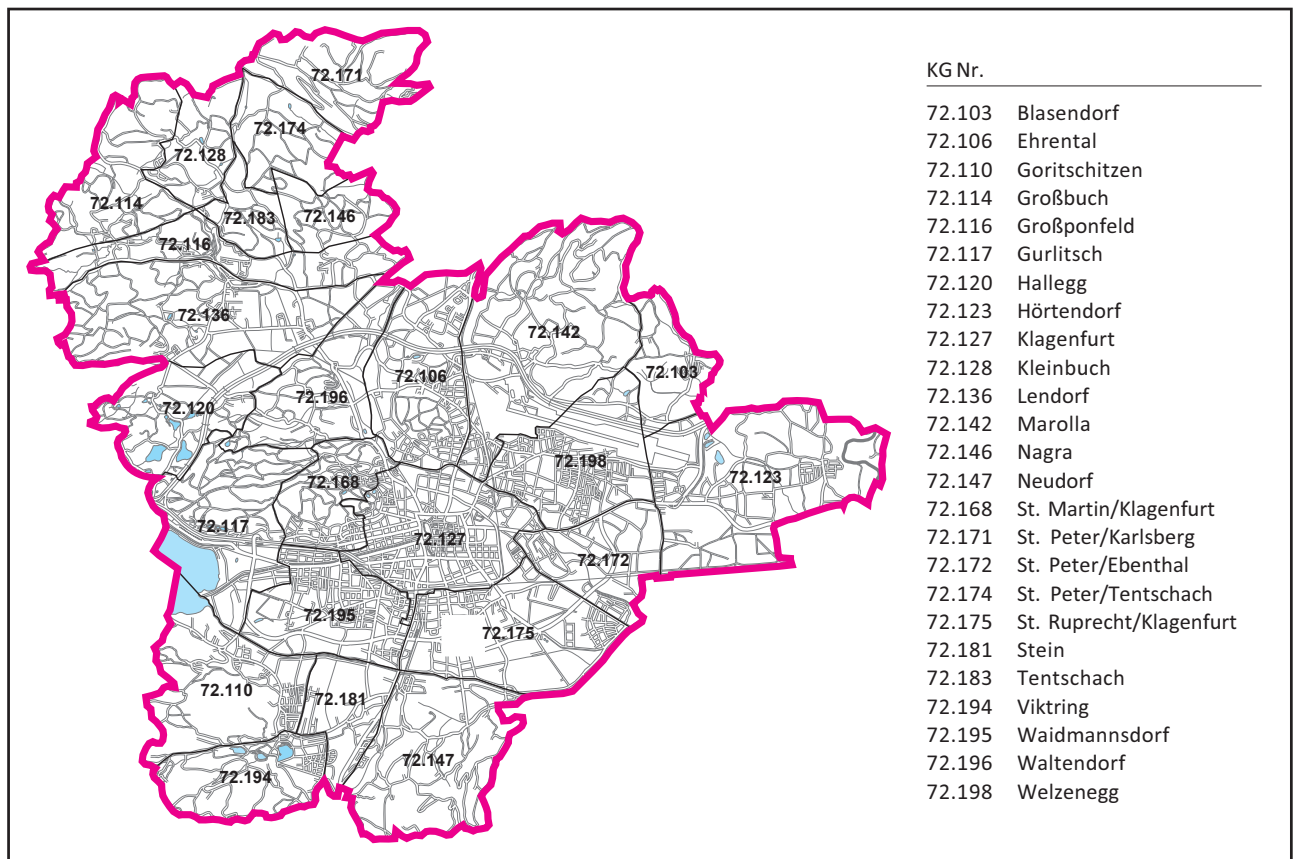 72.171
72.174
72.128
72.114
72.183
72.146
72.116
72.136
72.142
72.106
72.103
72.196
72.120
72.198
72.168
72.123
72.117
72.127
72.172
72.195
72.175
72.110
72.181
72.147
72.194
KG Nr.
72.103 Blasendorf
72.106 Ehrental
72.110 Goritschitzen
72.114 Großbuch
72.116 Großponfeld
72.117 Gurlitsch
72.120 Hallegg
72.123 Hörtendorf
72.127 Klagenfurt
72.128 Kleinbuch
72.136 Lendorf
72.142 Marolla
72.146 Nagra
72.147 Neudorf
72.168 St. Martin/Klagenfurt
72.171 St. Peter/Karlsberg
72.172 St. Peter/Ebenthal
72.174 St. Peter/Tentschach
72.175 St. Ruprecht/Klagenfurt
72.181 Stein
72.183 Tentschach
72.194 Viktring
72.195 Waidmannsdorf
72.196 Waltendorf
72.198 Welzenegg